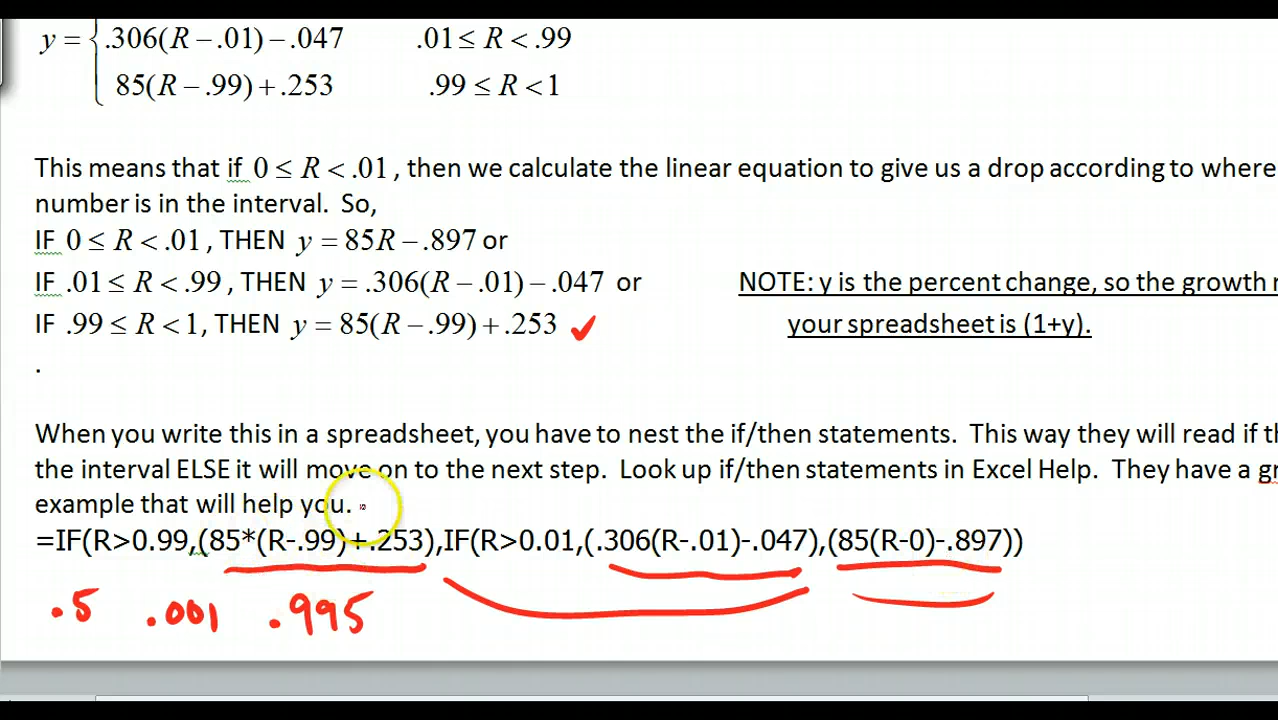 y = { .306(R − .01) − .047 .01 ≤ R < .99
85(R − .99) + .253 .99 ≤ R < 1
This means that if 0 ≤ R < .01, then we calculate the linear equation to give us a drop according to where
number is in the interval. So,
IF 0 ≤ R < .01, THEN y = 85R − .897 or
IF .01 ≤ R < .99, THEN y = .306(R − .01) − .047 or NOTE: y is the percent change, so the growth
IF .99 ≤ R < 1, THEN y = 85(R − .99) + .253 ✓ your spreadsheet is (1+y).
.
When you write this in a spreadsheet, you have to nest the if/then statements. This way they will read if
the interval ELSE it will move on to the next step. Look up if/then statements in Excel Help. They have a
example that will help you.
=IF(R>0.99,(85*(R-.99)+.253),IF(R>0.01,(.306(R-.01)-.047),(85(R-0)-.897))
.5 .001 .995